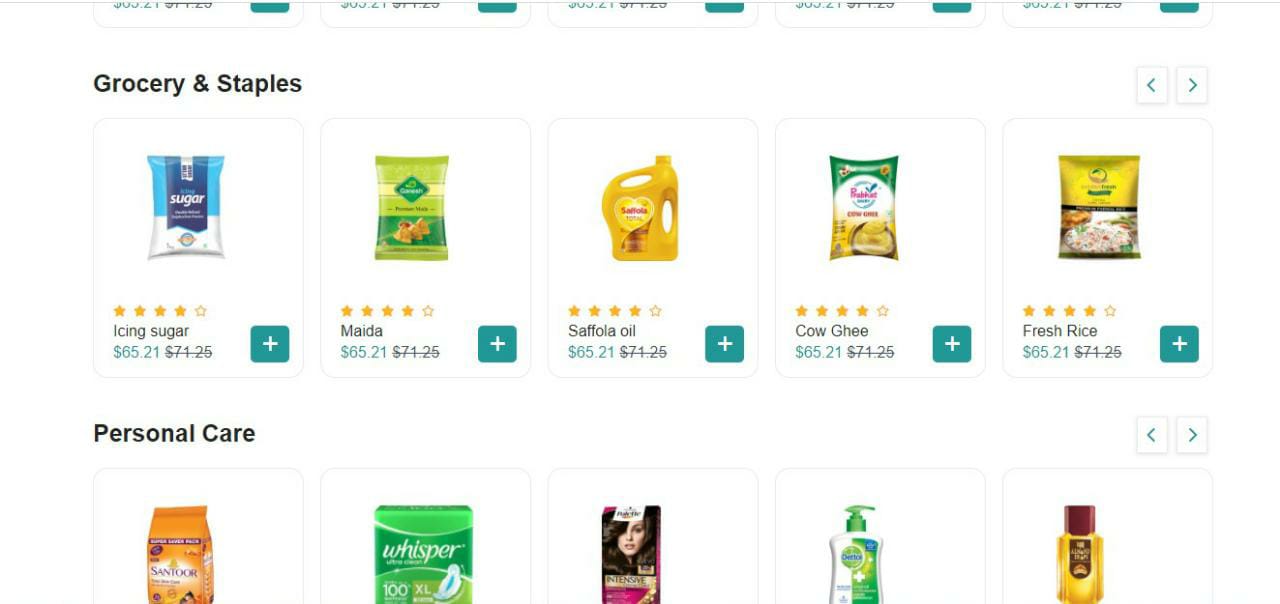 $65.21 $71.25 $65.21 $71.25 $65.21 $71.25 $65.21 $71.25 $65.21 $71.25
Grocery & Staples
Icing
sugar
Ganesh
Premium Maida
Saffola
TOTAL
Prabhat
DAIRY
COW GHEE
Icing sugar
$65.21 $71.25
Maida
$65.21 $71.25
Saffola oil
$65.21 $71.25
Cow Ghee
$65.21 $71.25
Fresh Rice
$65.21 $71.25
Personal Care
SUPER SAVER PACK
SANTOOR
whisper
ultra clean
100
XL
Palette
INTENSIVE
Dettol
ALMOND
DROPS